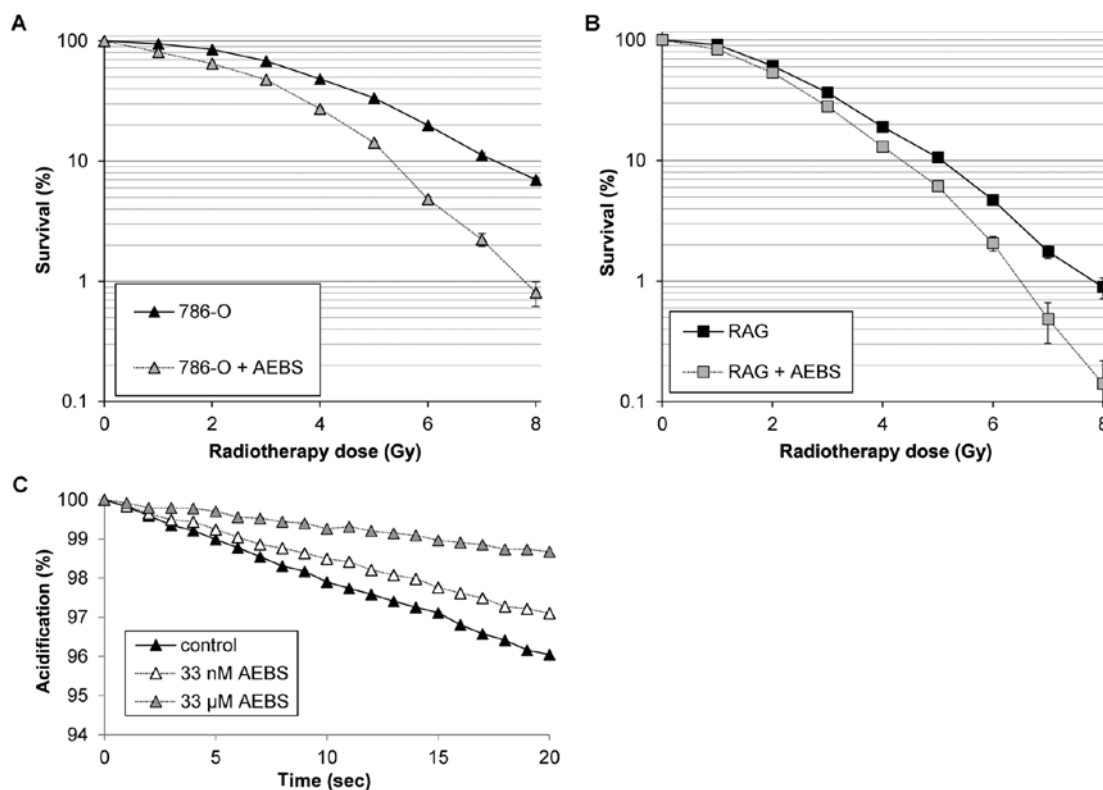 A
100
10
1
0.1
Survival (%)
786-O
786-O + AEBS
0 2 4 6 8
Radiotherapy dose (Gy)
B
100
10
1
0.1
Survival (%)
RAG
RAG + AEBS
0 2 4 6 8
Radiotherapy dose (Gy)
C
100
99
98
97
96
95
94
Acidification (%)
control
33 nM AEBS
33 µM AEBS
0 5 10 15 20
Time (sec)